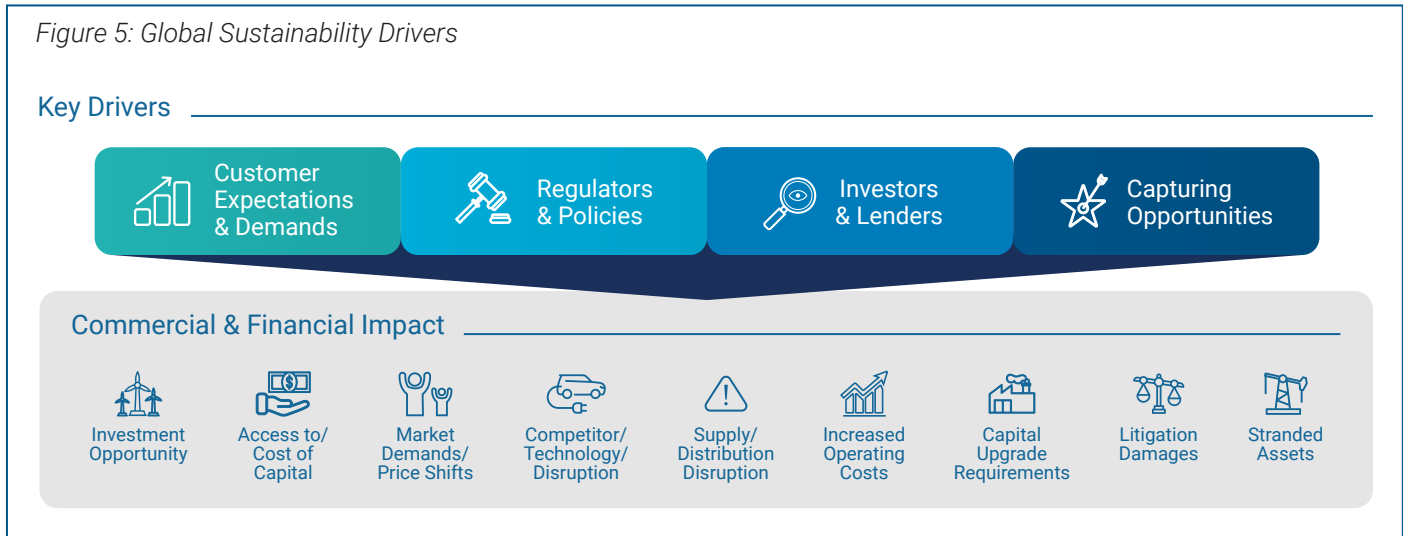 Figure 5: Global Sustainability Drivers
Key Drivers
Customer
Expectations
& Demands
Regulators
& Policies
Investors
& Lenders
Capturing
Opportunities
Commercial & Financial Impact
$
!
Investment
Opportunity
Access to/
Cost of
Capital
Market
Demands/
Price Shifts
Competitor/
Technology/
Disruption
Supply/
Distribution
Disruption
Increased
Operating
Costs
Capital
Upgrade
Requirements
Litigation
Damages
Stranded
Assets